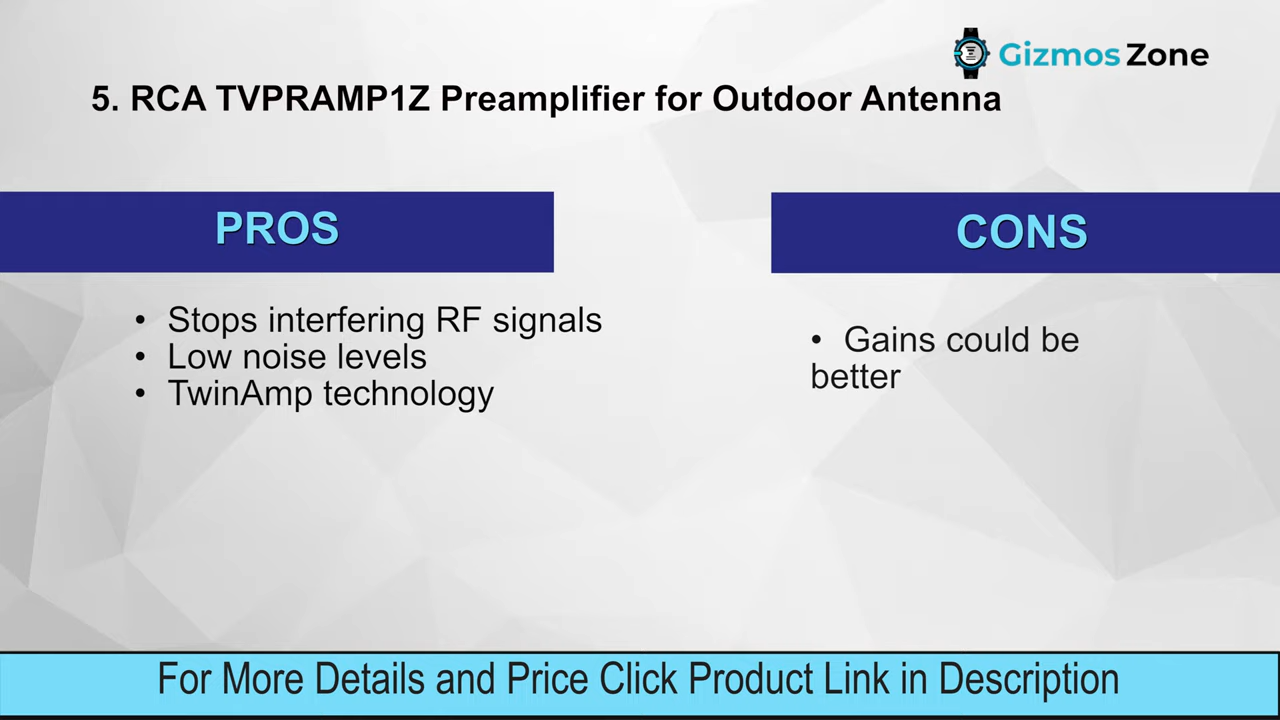 Gizmos Zone
5. RCA TVPRAMP1Z Preamplifier for Outdoor Antenna
PROS
• Stops interfering RF signals
• Low noise levels
• TwinAmp technology
CONS
• Gains could be
better
For More Details and Price Click Product Link in Description